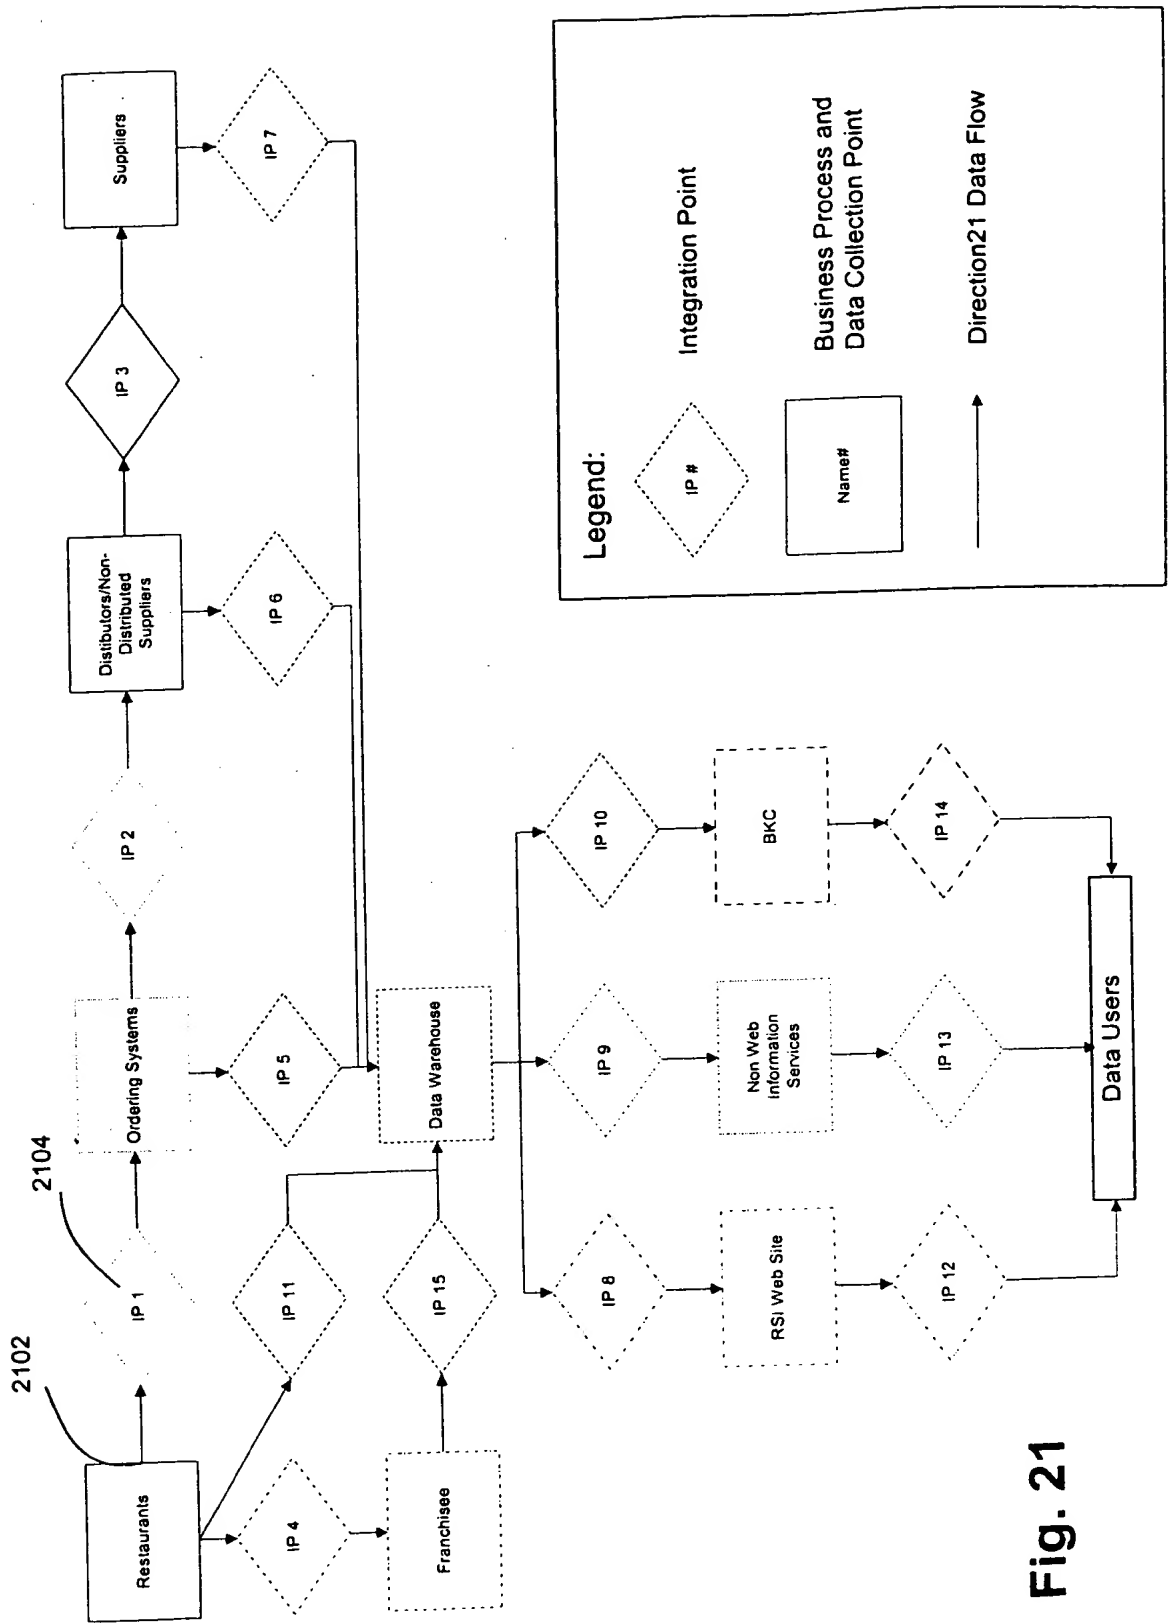 2102
2104
Restaurants
IP 1
Ordering Systems
IP 2
Distibutors/Non-
Distributed
Suppliers
IP 3
Suppliers
IP 4
IP 11
IP 5
IP 6
IP 7
Franchisee
IP 15
Data Warehouse
IP 8
IP 9
IP 10
RSI Web Site
Non Web
Information
Services
BKC
IP 12
IP 13
IP 14
Data Users
Legend:
IP #
Integration Point
Name#
Business Process and
Data Collection Point
Direction21 Data Flow
Fig. 21